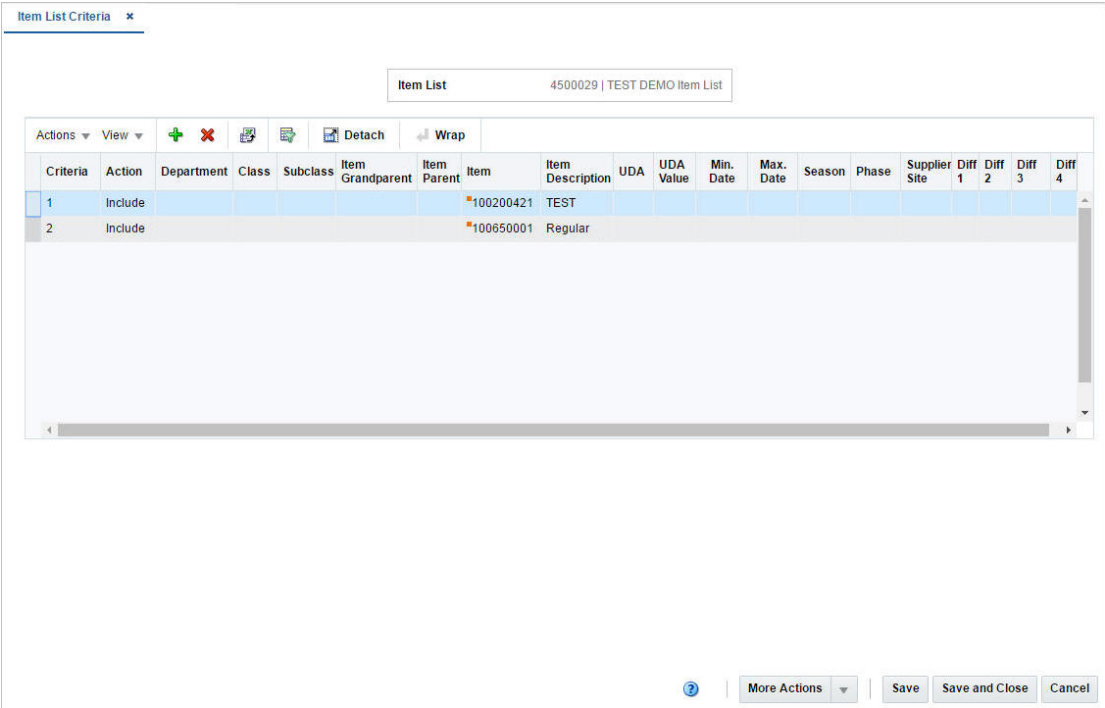 Item List Criteria ×
Item List 4500029 | TEST DEMO Item List
Actions View Detach Wrap
Criteria Action Department Class Subclass Item Grandparent Item Parent Item Item Description UDA UDA Value Min. Date Max. Date Season Phase Supplier Site Diff 1 Diff 2 Diff 3 Diff 4
1 Include 100200421 TEST
2 Include 100650001 Regular
? More Actions Save Save and Close Cancel